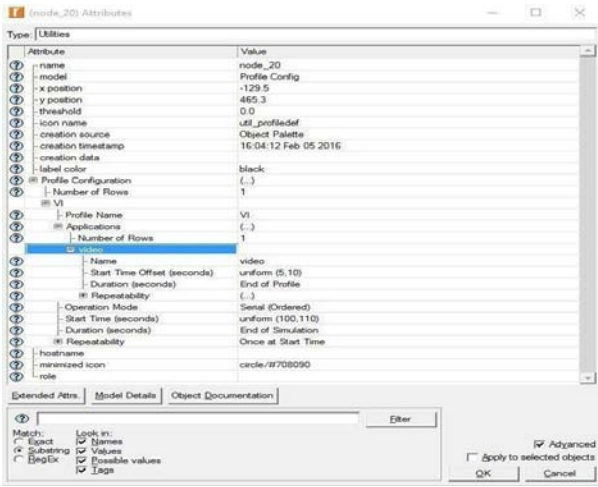 (node_20) Attributes
Type: Utilities
Attribute Value
name node_20
model Profile Config
x position -129.5
y position 465.3
threshold 0.0
icon name util_profiledef
creation source Object Palette
creation timestamp 16:04:12 Feb 05 2016
creation data
label color black
Profile Configuration (...)
Number of Rows 1
VI
Profile Name VI
Applications (...)
Number of Rows 1
video
Name video
Start Time Offset (seconds) uniform (5,10)
Duration (seconds) End of Profile
Repeatability (...)
Operation Mode Serial (Ordered)
Start Time (seconds) uniform (100,110)
Duration (seconds) End of Simulation
Repeatability Once at Start Time
hostname
minimized icon circle/#708090
role
Extended Attrs. Model Details Object Documentation
Filter
Match: Look in:
Exact Names
Substring Values
RegEx Possible values
Tags
Advanced
Apply to selected objects
OK Cancel